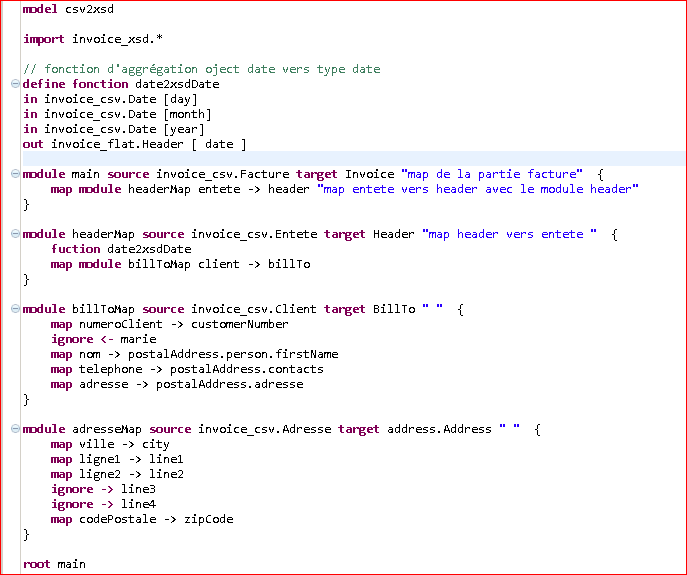 model csv2xsd
import invoice_xsd.*
// fonction d'aggrégation oject date vers type date
define fonction date2xsdDate
in invoice_csv.Date [day]
in invoice_csv.Date [month]
in invoice_csv.Date [year]
out invoice_flat.Header [ date ]
module main source invoice_csv.Facture target Invoice "map de la partie facture"  {
    map module headerMap entete -> header "map entete vers header avec le module header"
}
module headerMap source invoice_csv.Entete target Header "map header vers entete "  {
    fuction date2xsdDate
    map module billToMap client -> billTo
}
module billToMap source invoice_csv.Client target BillTo " "  {
    map numeroClient -> customerNumber
    ignore <- marie
    map nom -> postalAddress.person.firstName
    map telephone -> postalAddress.contacts
    map adresse -> postalAddress.adresse
}
module adresseMap source invoice_csv.Adresse target address.Address " "  {
    map ville -> city
    map ligne1 -> line1
    map ligne2 -> line2
    ignore -> line3
    ignore -> line4
    map codePostale -> zipCode
}
root main